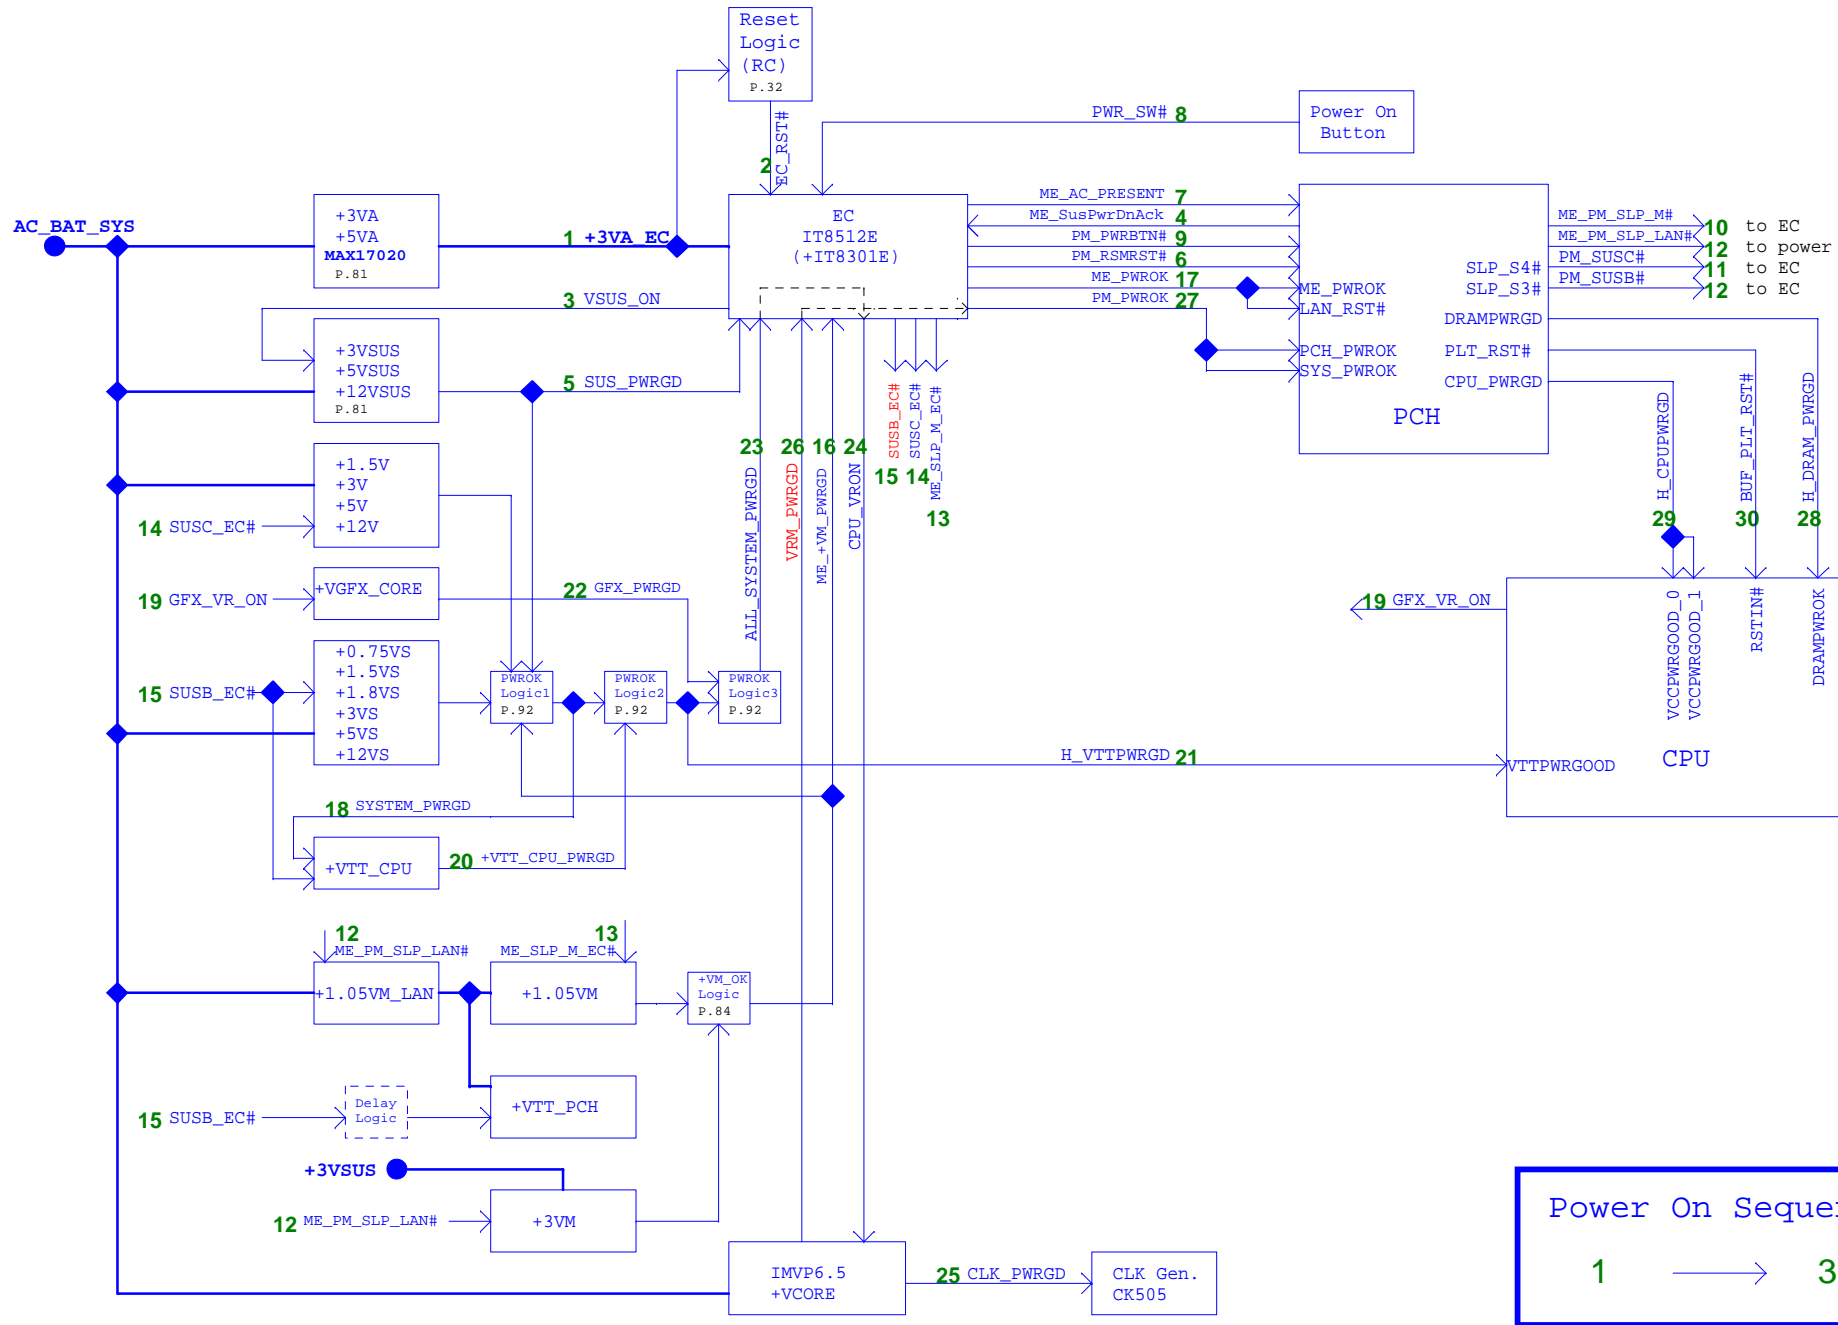 Reset
Logic
(RC)
P.32
PWR_SW# 8
Power On
Button
EC_RST#
2
AC_BAT_SYS
+3VA
+5VA
MAX17020
P.81
1 +3VA_EC
EC
IT8512E
(+IT8301E)
ME_AC_PRESENT 7
ME_SusPwrDnAck 4
PM_PWRBTN# 9
PM_RSMRST# 6
ME_PWROK 17
PM_PWROK 27
ME_PWROK
LAN_RST#
PCH_PWROK
SYS_PWROK
SLP_S4#
SLP_S3#
DRAMPWRGD
PLT_RST#
CPU_PWRGD
PCH
ME_PM_SLP_M# 10 to EC
ME_PM_SLP_LAN# 12 to power
PM_SUSC# 11 to EC
PM_SUSB# 12 to EC
3 VSUS_ON
+3VSUS
+5VSUS
+12VSUS
P.81
5 SUS_PWRGD
SUSB_EC#
15
SUSC_EC#
14
ME_SLP_M_EC#
13
23
ALL_SYSTEM_PWRGD
26
VRM_PWRGD
16
ME_+VM_PWRGD
24
CPU_VRON
H_CPUPWRGD
29
BUF_PLT_RST#
30
H_DRAM_PWRGD
28
+1.5V
+3V
+5V
+12V
14 SUSC_EC#
19 GFX_VR_ON
+VGFX_CORE
22 GFX_PWRGD
19 GFX_VR_ON
VCCPWRGOOD_0
VCCPWRGOOD_1
RSTIN#
DRAMPWROK
+0.75VS
+1.5VS
+1.8VS
+3VS
+5VS
+12VS
15 SUSB_EC#
PWROK
Logic1
P.92
PWROK
Logic2
P.92
PWROK
Logic3
P.92
H_VTTPWRGD 21
VTTPWRGOOD
CPU
18 SYSTEM_PWRGD
+VTT_CPU
20 +VTT_CPU_PWRGD
12
ME_PM_SLP_LAN#
13
ME_SLP_M_EC#
+1.05VM_LAN
+1.05VM
+VM_OK
Logic
P.84
15 SUSB_EC#
Delay
Logic
+VTT_PCH
+3VSUS
12 ME_PM_SLP_LAN#
+3VM
IMVP6.5
+VCORE
25 CLK_PWRGD
CLK Gen.
CK505
Power On Seque
1 3